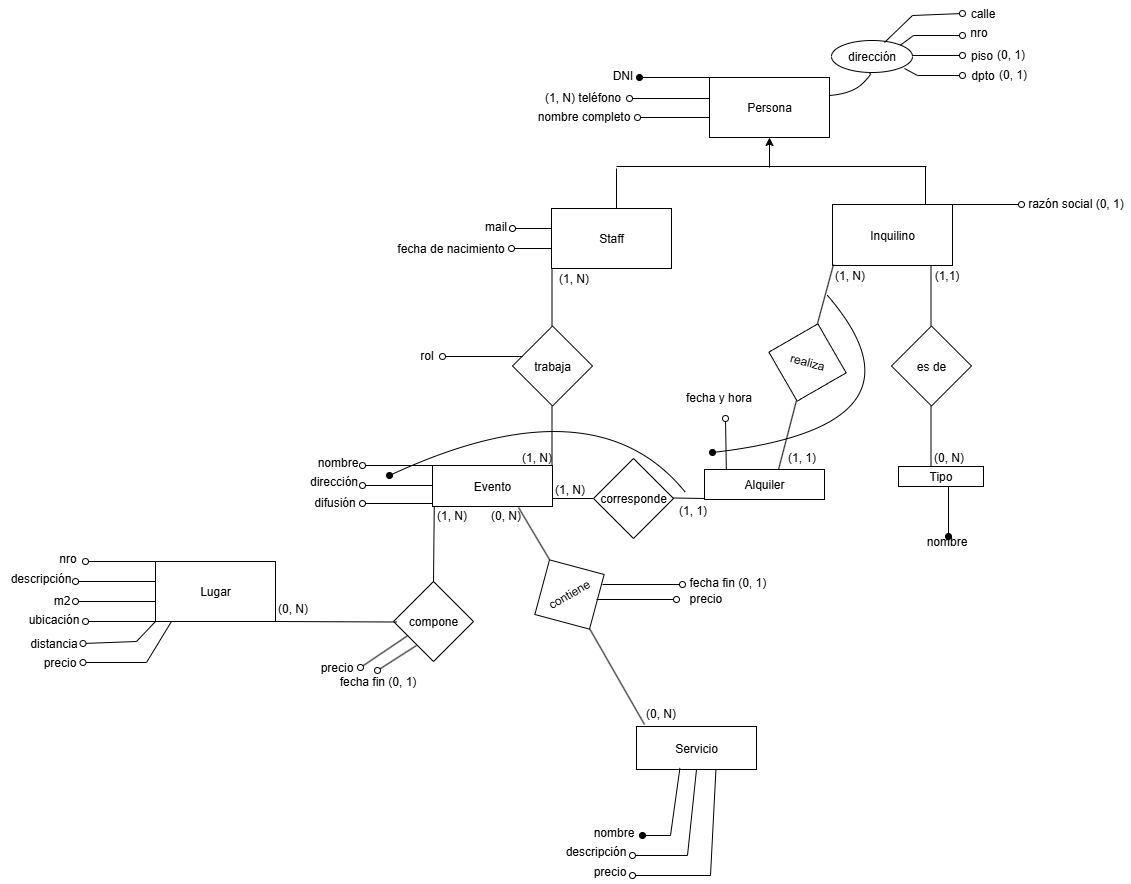 calle
nro
dirección
piso (0, 1)
dpto (0, 1)
DNI
(1, N) teléfono
nombre completo
Persona
razón social (0, 1)
mail
fecha de nacimiento
Staff
Inquilino
(1, N)
(1, N)
(1,1)
rol
trabaja
realiza
es de
fecha y hora
(1, N)
(1, 1)
(0, N)
nombre
dirección
difusión
Evento
(1, N)
corresponde
(1, 1)
Alquiler
Tipo
nombre
(1, N)
(0, N)
nro
descripción
m2
ubicación
distancia
precio
Lugar
(0, N)
compone
precio
fecha fin (0, 1)
contiene
fecha fin (0, 1)
precio
(0, N)
Servicio
nombre
descripción
precio